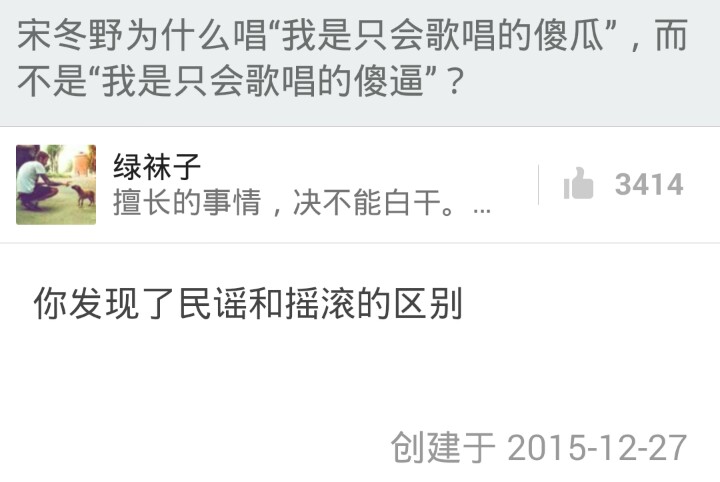 宋冬野为什么唱“我是只会歌唱的傻瓜”，而
不是“我是只会歌唱的傻逼”？
绿袜子
擅长的事情，决不能白干。...
3414
你发现了民谣和摇滚的区别
创建于 2015-12-27